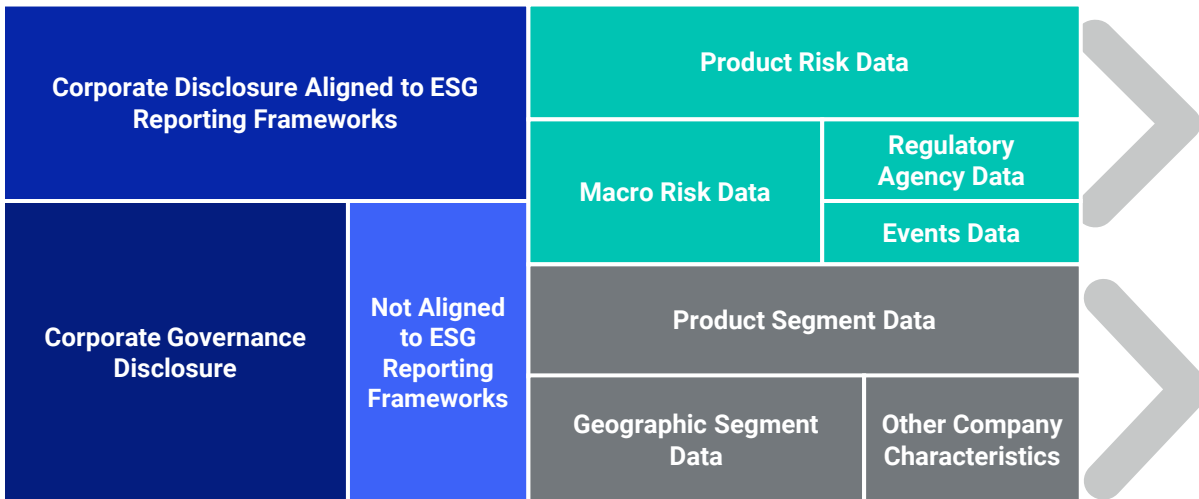 Corporate Disclosure Aligned to ESG
Reporting Frameworks
Corporate Governance
Disclosure
Not Aligned
to ESG
Reporting
Frameworks
Product Risk Data
Macro Risk Data
Regulatory
Agency Data
Events Data
Product Segment Data
Geographic Segment
Data
Other Company
Characteristics